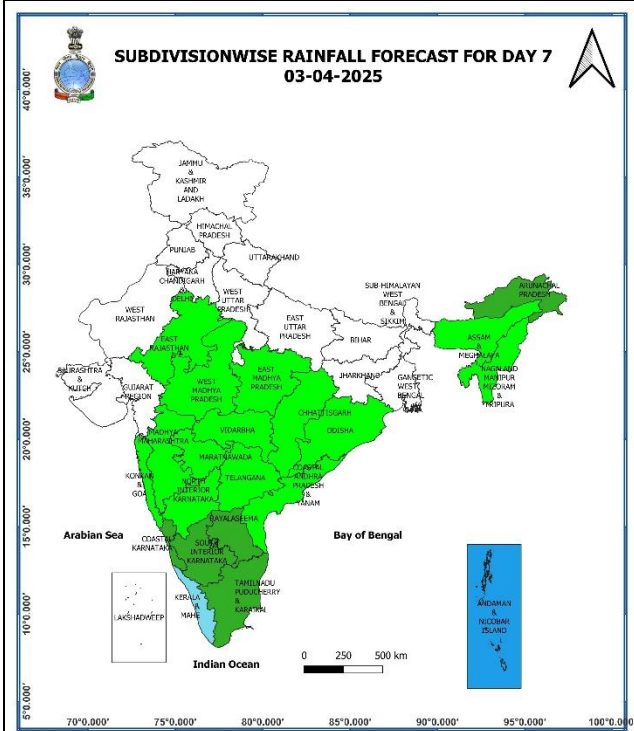 SUBDIVISIONWISE RAINFALL FORECAST FOR DAY 7
03-04-2025
40°0.000'
35°0.000'
30°0.000'
25°0.000'
20°0.000'
15°0.000'
10°0.000'
5°0.000'
JAMMU
&
KASHMIR
AND
LADAKH
HIMACHAL
PRADESH
PUNJAB
UTTARAKHAND
HARYANA
CHANDIGARH
&
DELHI
WEST
UTTAR
PRADESH
SUB-HIMALAYAN
WEST
BENGAL
&
SIKKIM
ARUNACHAL
PRADESH
WEST
RAJASTHAN
EAST
UTTAR
PRADESH
BIHAR
ASSAM
&
MEGHALAYA
EAST
RAJASTHAN
NAGALAND
MANIPUR
MIZORAM
&
TRIPURA
SAURASHTRA
&
KUTCH
GUJARAT
REGION
WEST
MADHYA
PRADESH
EAST
MADHYA
PRADESH
JHARKHAND
GANGETIC
WEST
BENGAL
CHHATTISGARH
ODISHA
MADHYA
MAHARASHTRA
VIDARBHA
MARATHWADA
KONKAN
&
GOA
NORTH
INTERIOR
KARNATAKA
TELANGANA
COASTAL
ANDHRA
PRADESH
&
YANAM
RAYALASEEMA
Arabian Sea
Bay of Bengal
COASTAL
KARNATAKA
SOUTH
INTERIOR
KARNATAKA
TAMILNADU
PUDUCHERRY
&
KARAIKAL
KERALA
&
MAHE
LAKSHADWEEP
ANDAMAN
&
NICOBAR
ISLAND
Indian Ocean
0 250 500 km
70°0.000' 75°0.000' 80°0.000' 85°0.000' 90°0.000' 95°0.000' 100°0.000'